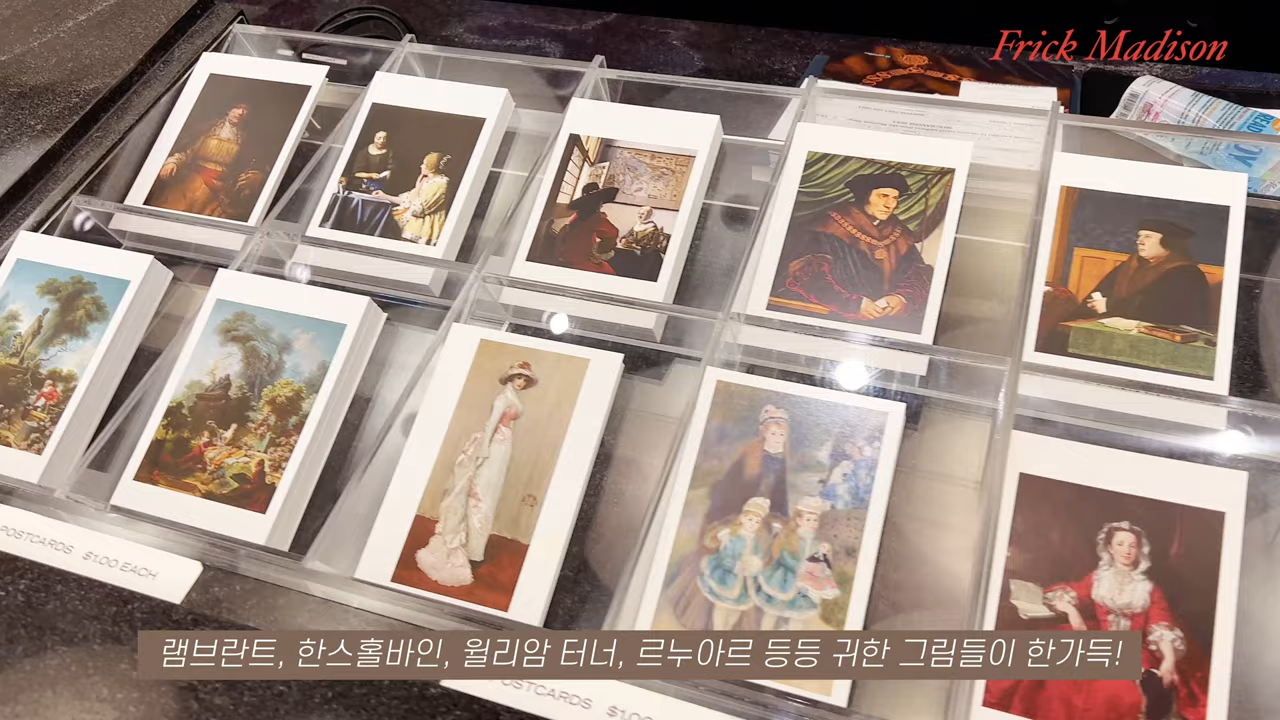 Frick Madison
READ
POSTCARDS $1.00 EACH
램브란트, 한스홀바인, 윌리암 터너, 르누아르 등등 귀한 그림들이 한가득!
POSTCARDS $1.00